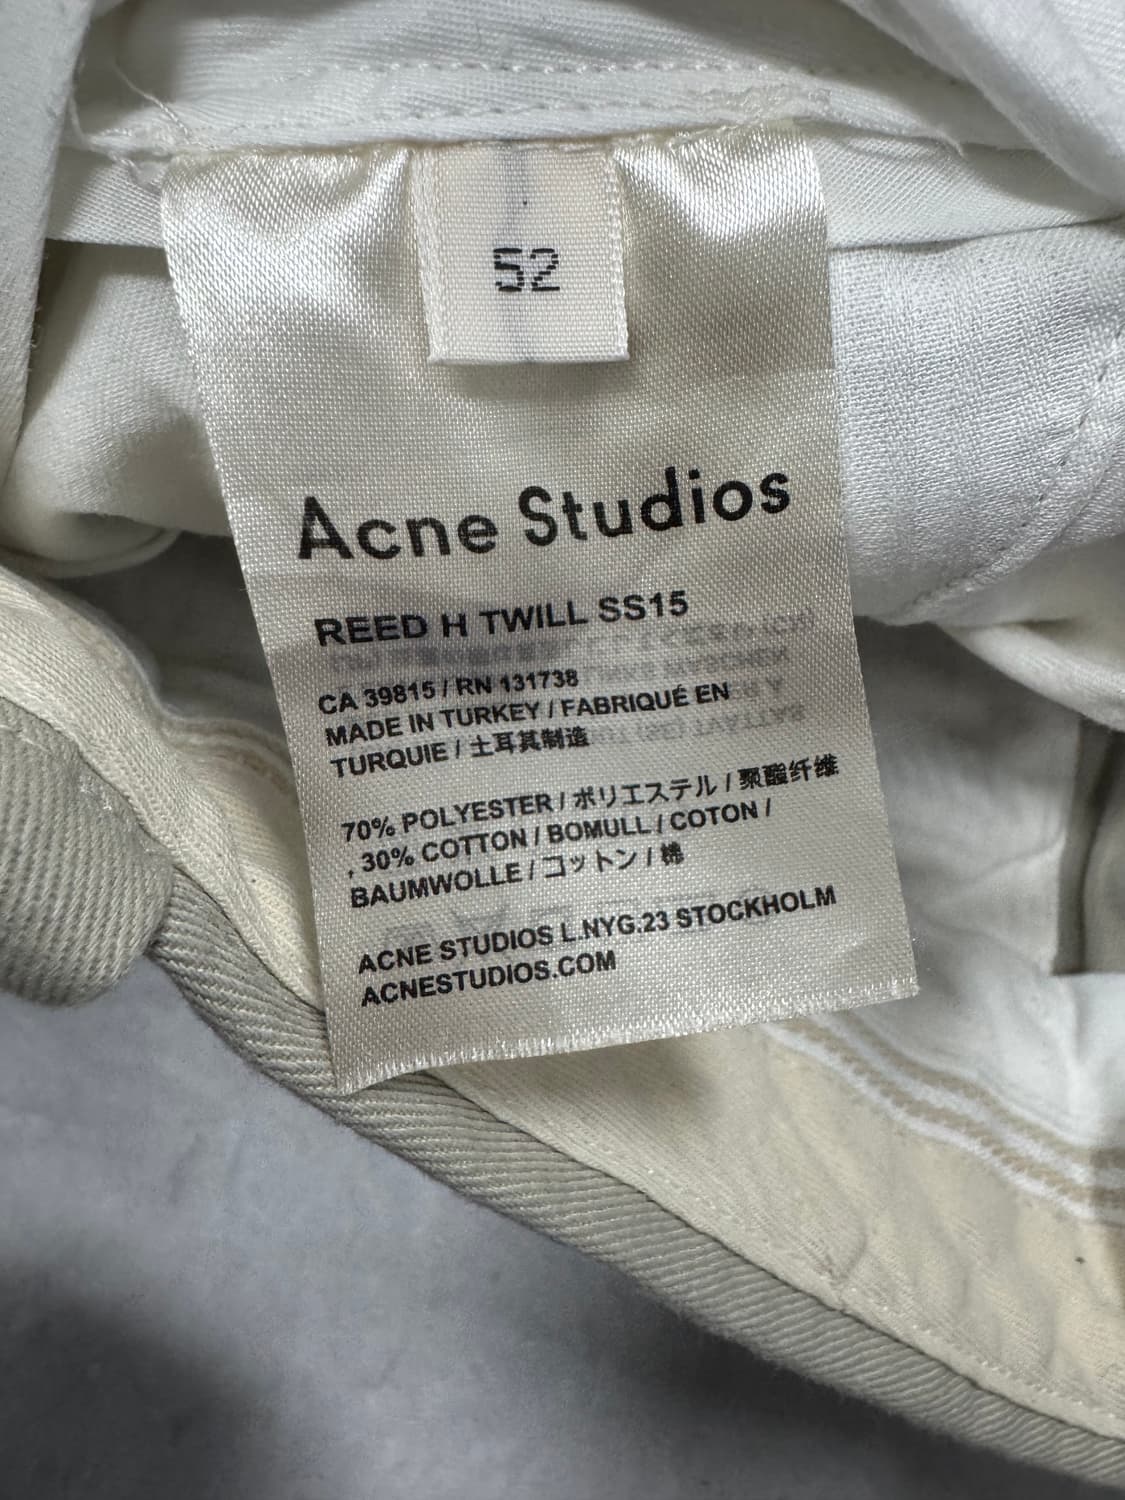 52
Acne Studios
REED H TWILL SS15
CA 39815 / RN 131738
MADE IN TURKEY / FABRIQUÉ EN
TURQUIE / 土耳其制造
70% POLYESTER / ポリエステル / 聚酯纤维
, 30% COTTON / BOMULL / COTON /
BAUMWOLLE / コットン / 棉
ACNE STUDIOS L.NYG.23 STOCKHOLM
ACNESTUDIOS.COM